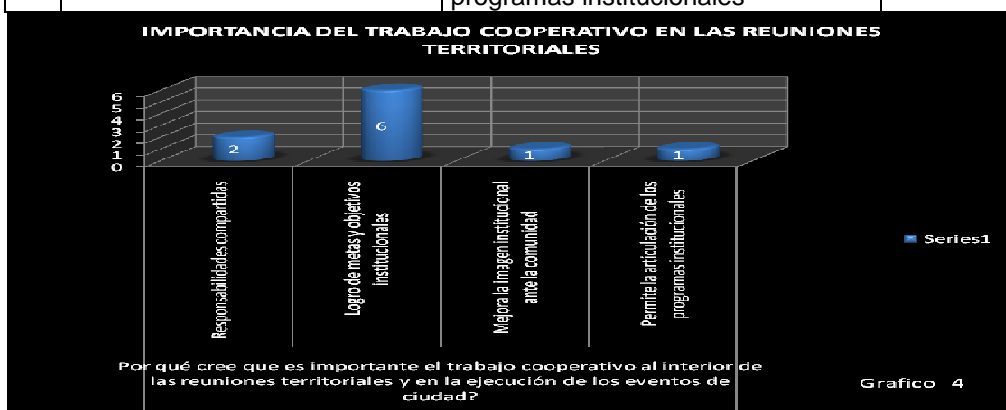 programas institucionales
IMPORTANCIA DEL TRABAJO COOPERATIVO EN LAS REUNIONES
TERRITORIALES
6
5
4
3
2
1
0
2
6
1
1
Responsabilidades compartidas
Logro de metas y objetivos
institucionales
Mejora la imagen institucional
ante la comunidad
Permite la articulación de los
programas institucionales
Series1
Por qué cree que es importante el trabajo cooperativo al interior de
las reuniones territoriales y en la ejecución de los eventos de
ciudad?
Grafico 4